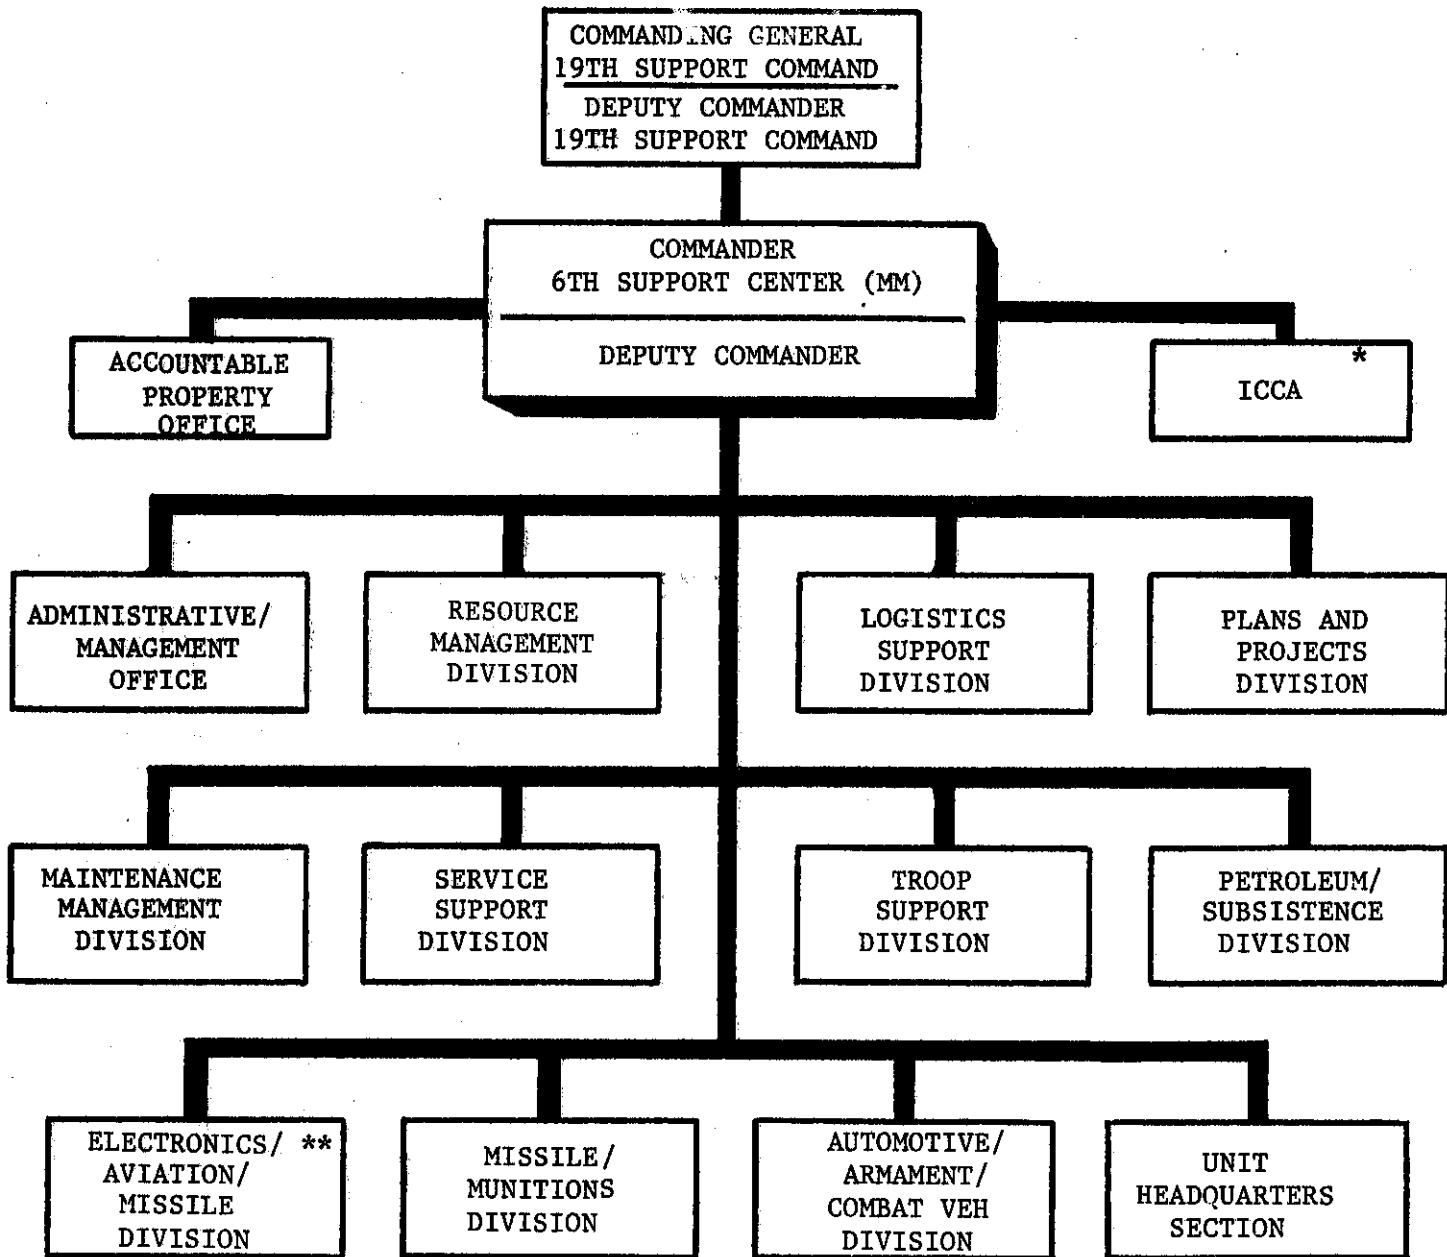 COMMANDING GENERAL
19TH SUPPORT COMMAND
DEPUTY COMMANDER
19TH SUPPORT COMMAND
COMMANDER
6TH SUPPORT CENTER (MM)
DEPUTY COMMANDER
ACCOUNTABLE
PROPERTY
OFFICE
*
ICCA
ADMINISTRATIVE/
MANAGEMENT
OFFICE
RESOURCE
MANAGEMENT
DIVISION
LOGISTICS
SUPPORT
DIVISION
PLANS AND
PROJECTS
DIVISION
MAINTENANCE
MANAGEMENT
DIVISION
SERVICE
SUPPORT
DIVISION
TROOP
SUPPORT
DIVISION
PETROLEUM/
SUBSISTENCE
DIVISION
ELECTRONICS/ **
AVIATION/
MISSILE
DIVISION
MISSILE/
MUNITIONS
DIVISION
AUTOMOTIVE/
ARMAMENT/
COMBAT VEH
DIVISION
UNIT
HEADQUARTERS
SECTION